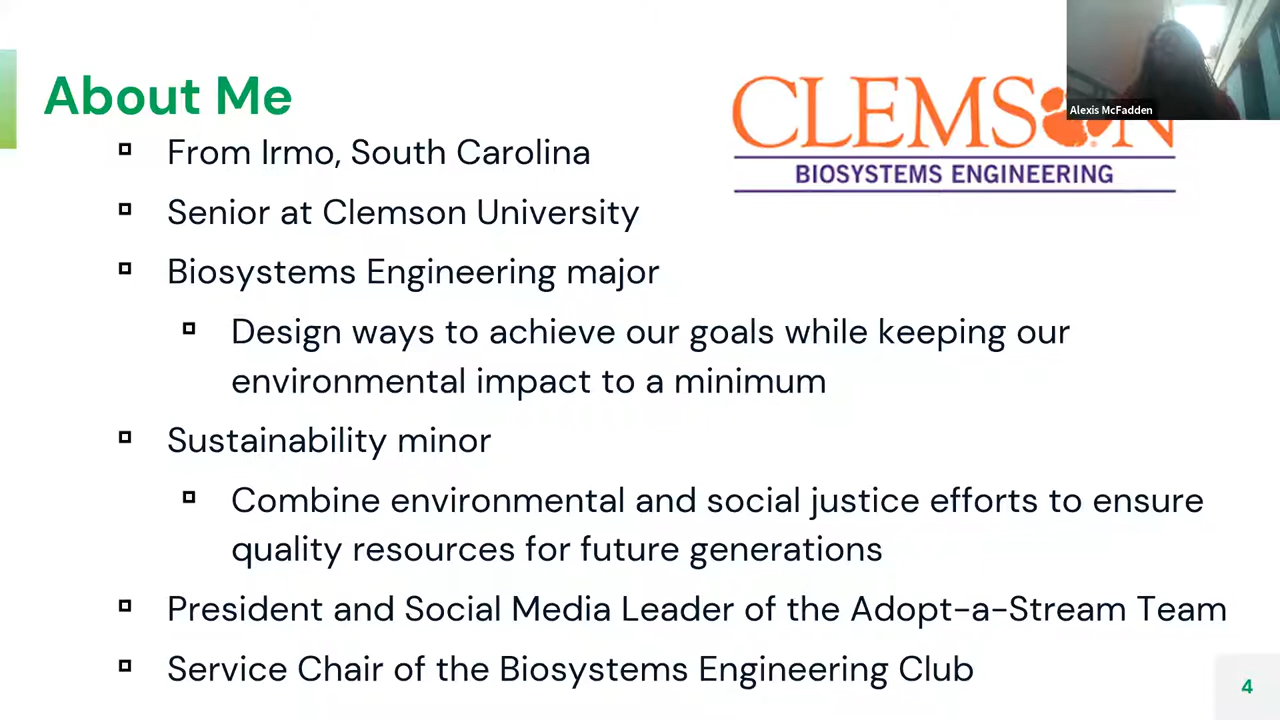 About Me
CLEMSON
Alexis McFadden
BIOSYSTEMS ENGINEERING
From Irmo, South Carolina
Senior at Clemson University
Biosystems Engineering major
Design ways to achieve our goals while keeping our
environmental impact to a minimum
Sustainability minor
Combine environmental and social justice efforts to ensure
quality resources for future generations
President and Social Media Leader of the Adopt-a-Stream Team
Service Chair of the Biosystems Engineering Club
4